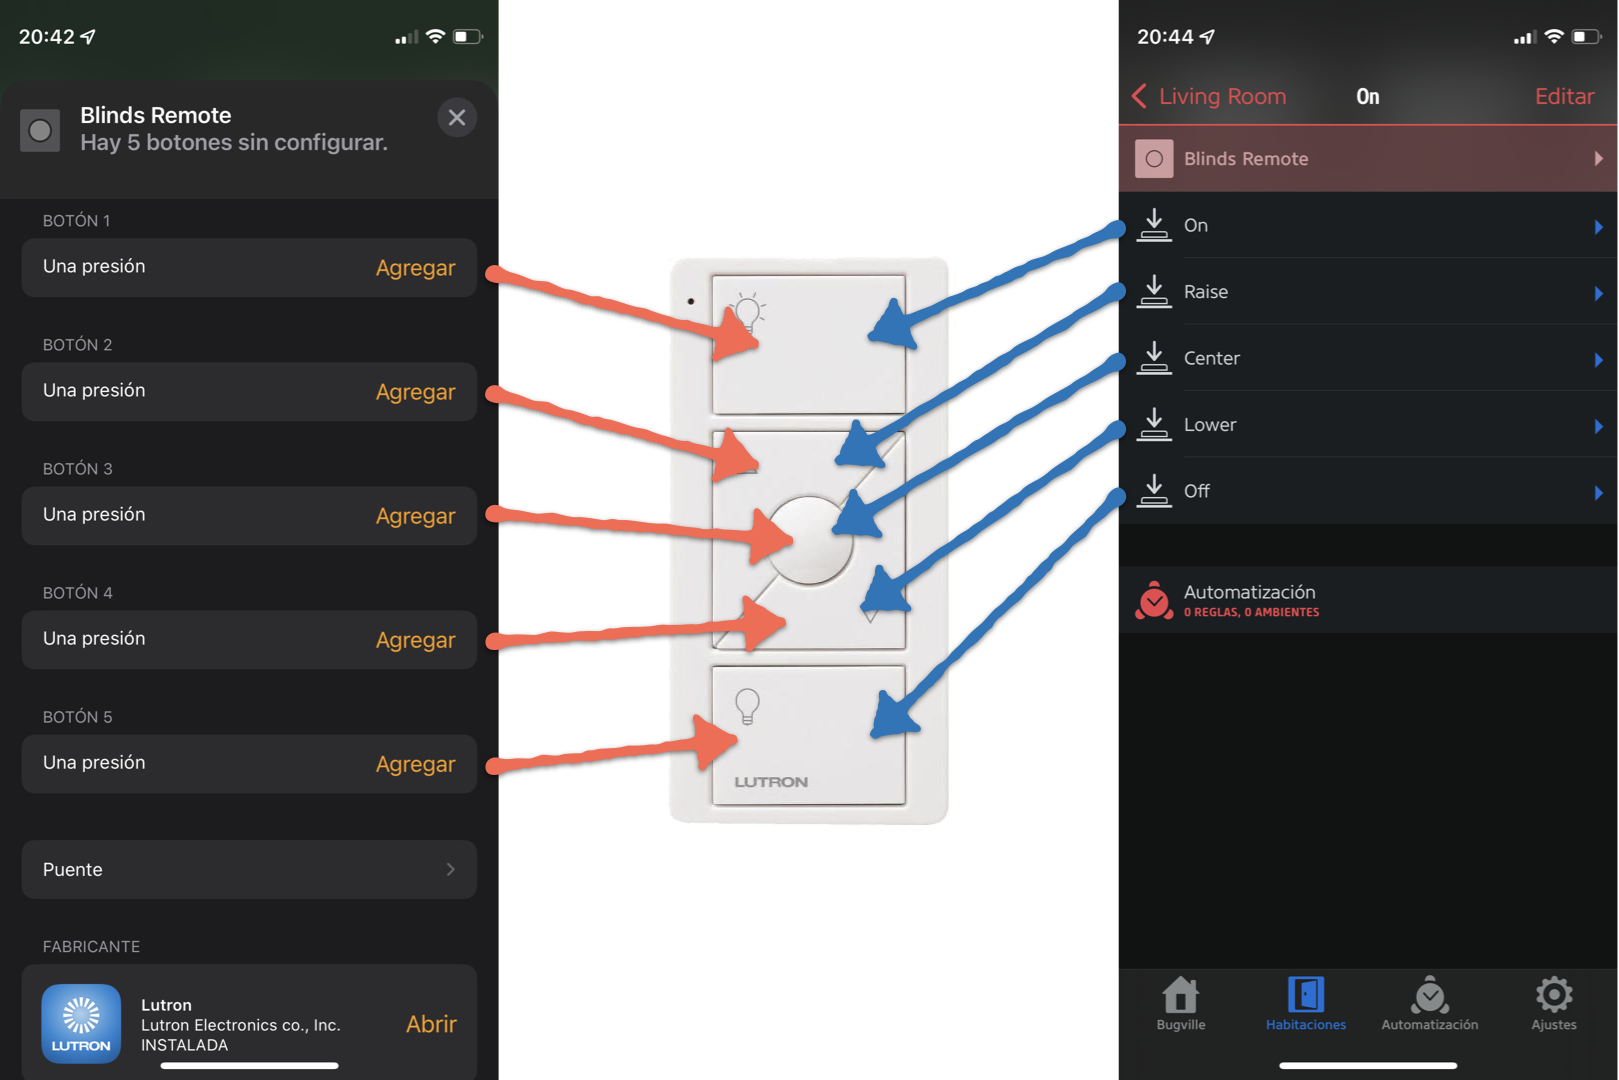 20:42
Blinds Remote
Hay 5 botones sin configurar.
BOTÓN 1
Una presión
Agregar
BOTÓN 2
Una presión
Agregar
BOTÓN 3
Una presión
Agregar
BOTÓN 4
Una presión
Agregar
BOTÓN 5
Una presión
Agregar
Puente
FABRICANTE
LUTRON
Lutron
Lutron Electronics co., Inc.
INSTALADA
Abrir
LUTRON
20:44
Living Room
On
Editar
Blinds Remote
On
Raise
Center
Lower
Off
Automatización
0 REGLAS, 0 AMBIENTES
Bugville
Habitaciones
Automatización
Ajustes